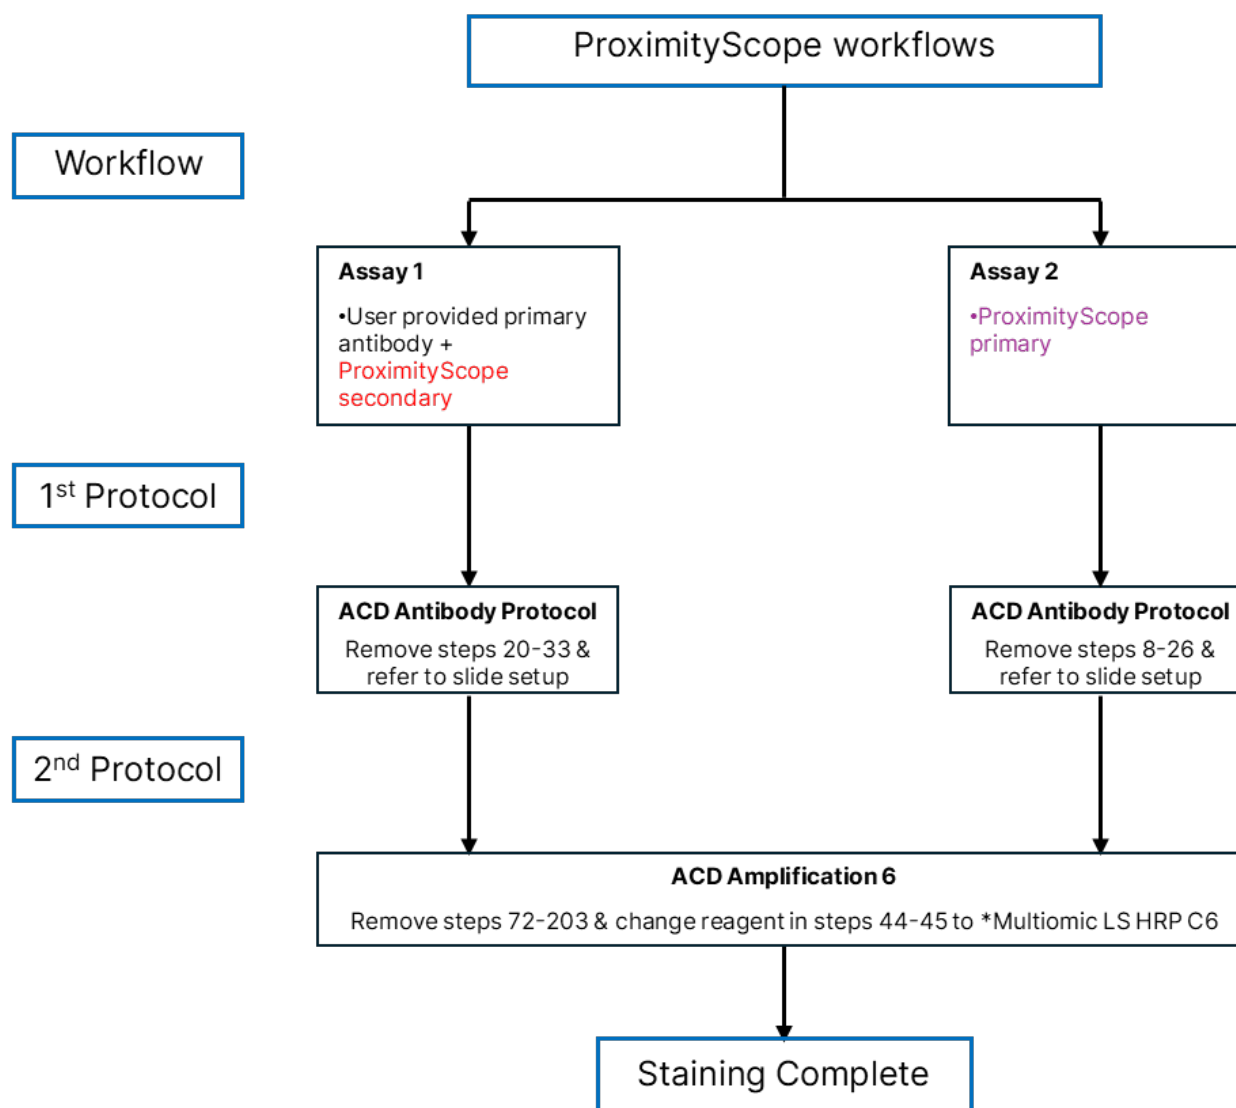 ProximityScope workflows
Workflow
Assay 1
•User provided primary
antibody +
ProximityScope
secondary
Assay 2
•ProximityScope
primary
1st Protocol
ACD Antibody Protocol
Remove steps 20-33 &
refer to slide setup
ACD Antibody Protocol
Remove steps 8-26 &
refer to slide setup
2nd Protocol
ACD Amplification 6
Remove steps 72-203 & change reagent in steps 44-45 to *Multiomic LS HRP C6
Staining Complete